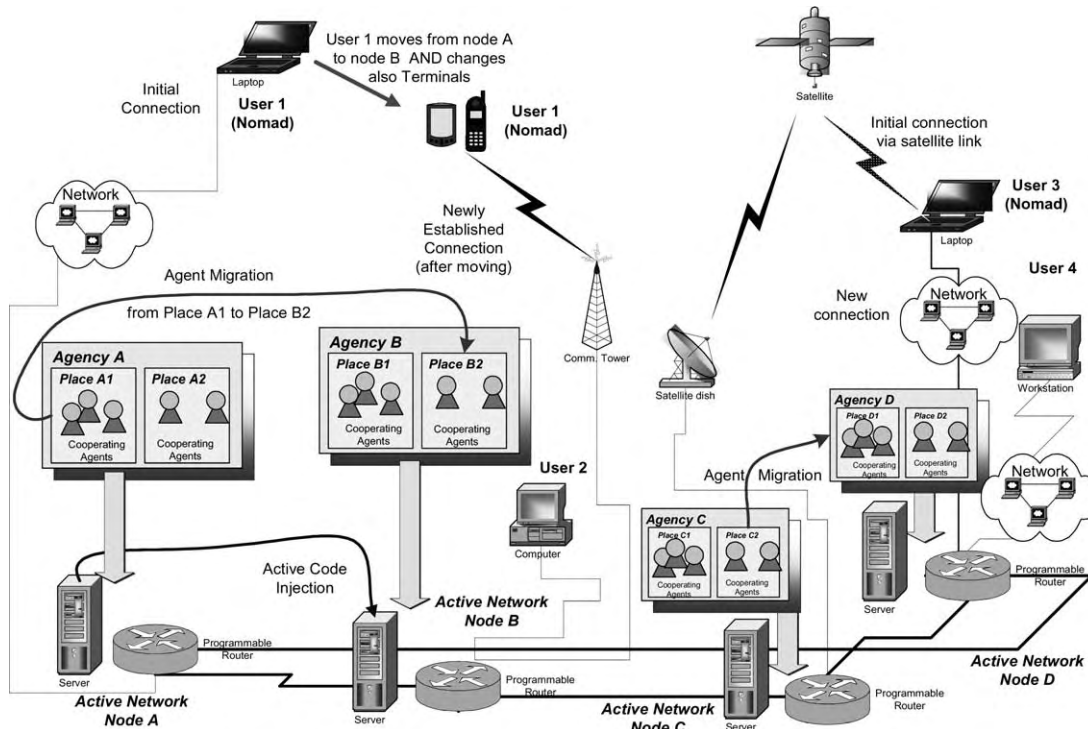 User 1 moves from node A
to node B AND changes
also Terminals
Laptop
User 1
(Nomad)
Initial
Connection
User 1
(Nomad)
Satellite
Initial connection
via satellite link
User 3
(Nomad)
Laptop
Network
Newly
Established
Connection
(after moving)
User 4
Network
New
connection
Agent Migration
from Place A1 to Place B2
Comm. Tower
Satellite dish
Workstation
Agency A
Place A1
Cooperating
Agents
Place A2
Cooperating
Agents
Agency B
Place B1
Cooperating
Agents
Place B2
Cooperating
Agents
Agency D
Place D1
Cooperating
Agents
Place D2
Cooperating
Agents
Network
User 2
Computer
Agent Migration
Agency C
Place C1
Cooperating
Agents
Place C2
Cooperating
Agents
Active Code
Injection
Active Network
Node B
Server
Programmable
Router
Programmable
Router
Server
Active Network
Node A
Server
Programmable
Router
Active Network
Node C
Server
Programmable
Router
Active Network
Node D